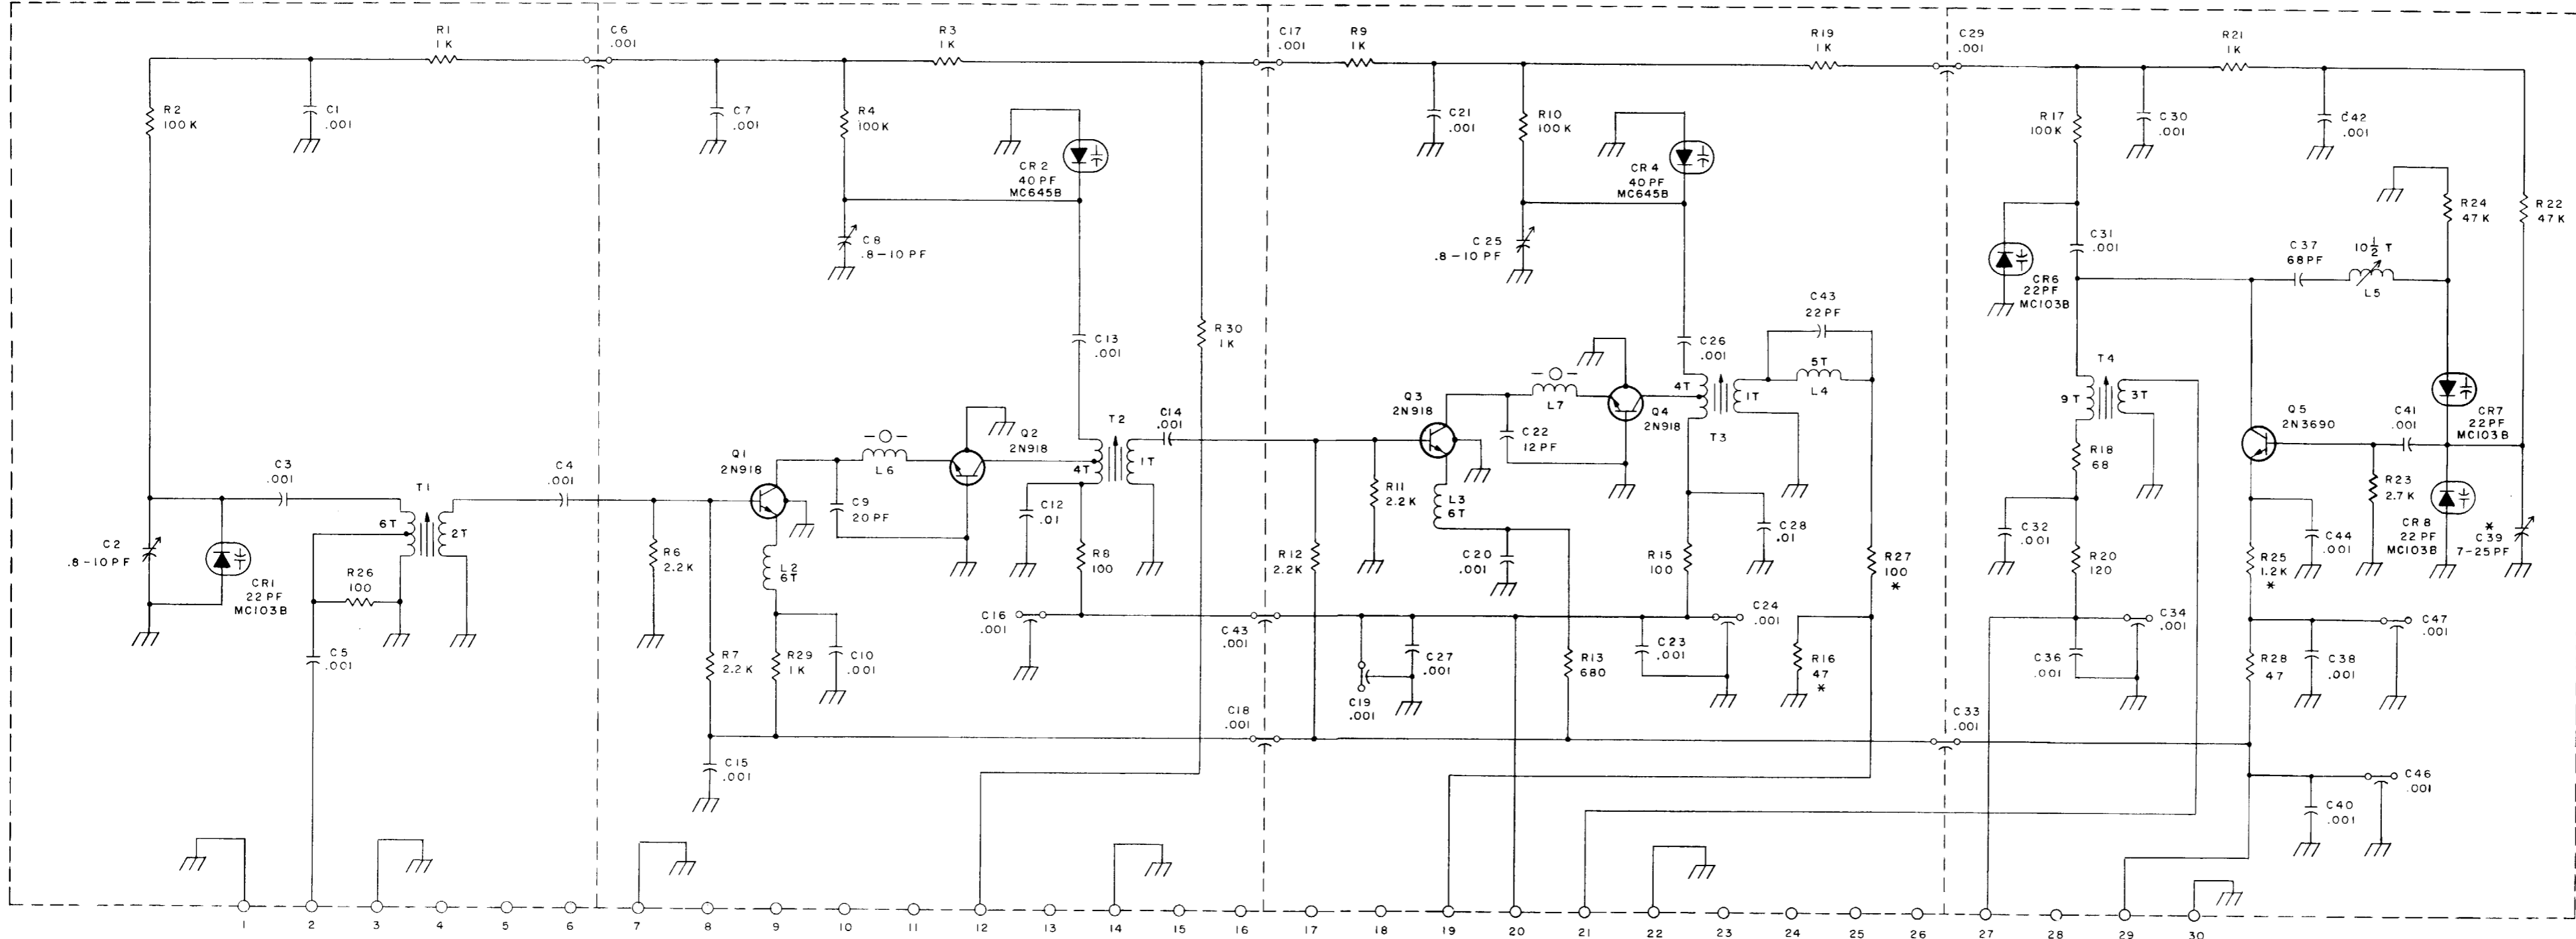 R1
1K
C6
.001
R3
1K
C17
.001
R9
1K
R19
1K
C29
.001
R21
1K
R2
100K
C1
.001
C7
.001
R4
100K
CR2
40PF
MC645B
C21
.001
R10
100K
CR4
40PF
MC645B
R17
100K
C30
.001
C42
.001
R24
47K
R22
47K
C8
.8-10PF
C25
.8-10PF
C31
.001
CR6
22PF
MC103B
C37
68PF
10½T
L5
C13
.001
R30
1K
C26
.001
C43
22PF
5T
L4
4T
1T
T3
-O-
L7
Q3
2N918
Q4
2N918
C22
12PF
T4
9T
3T
CR7
22PF
MC103B
Q5
2N3690
C41
.001
Q1
2N918
-O-
L6
Q2
2N918
T2
4T
1T
C14
.001
C3
.001
T1
6T
2T
C4
.001
C9
20PF
C12
.01
R11
2.2K
L3
6T
R18
68
R23
2.7K
C2
.8-10PF
CR1
22PF
MC103B
R26
100
R6
2.2K
L2
6T
R8
100
R12
2.2K
C20
.001
R15
100
C28
.01
R27
100
*
C32
.001
R20
120
R25
1.2K
*
C44
.001
CR8
22PF
MC103B
*
C39
7-25PF
C5
.001
R7
2.2K
R29
1K
C10
.001
C16
.001
C43
.001
C19
.001
C27
.001
R13
680
C23
.001
C24
.001
R16
47
*
C36
.001
C34
.001
R28
47
C38
.001
C47
.001
C15
.001
C18
.001
C33
.001
C40
.001
C46
.001
1 2 3 4 5 6 7 8 9 10 11 12 13 14 15 16 17 18 19 20 21 22 23 24 25 26 27 28 29 30